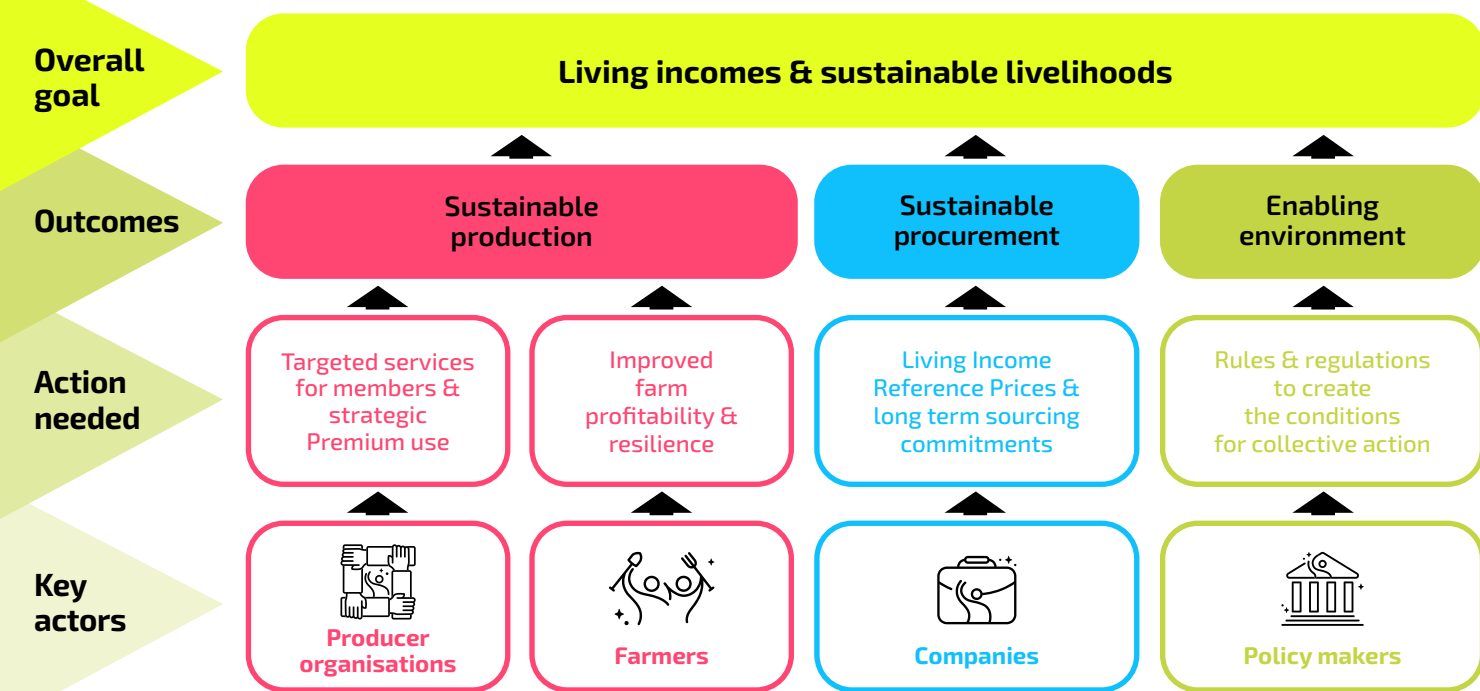 Overall
goal
Living incomes & sustainable livelihoods
Outcomes
Sustainable
production
Sustainable
procurement
Enabling
environment
Action
needed
Targeted services
for members &
strategic
Premium use
Improved
farm
profitability &
resilience
Living Income
Reference Prices &
long term sourcing
commitments
Rules & regulations
to create
the conditions
for collective action
Key
actors
Producer
organisations
Farmers
Companies
Policy makers